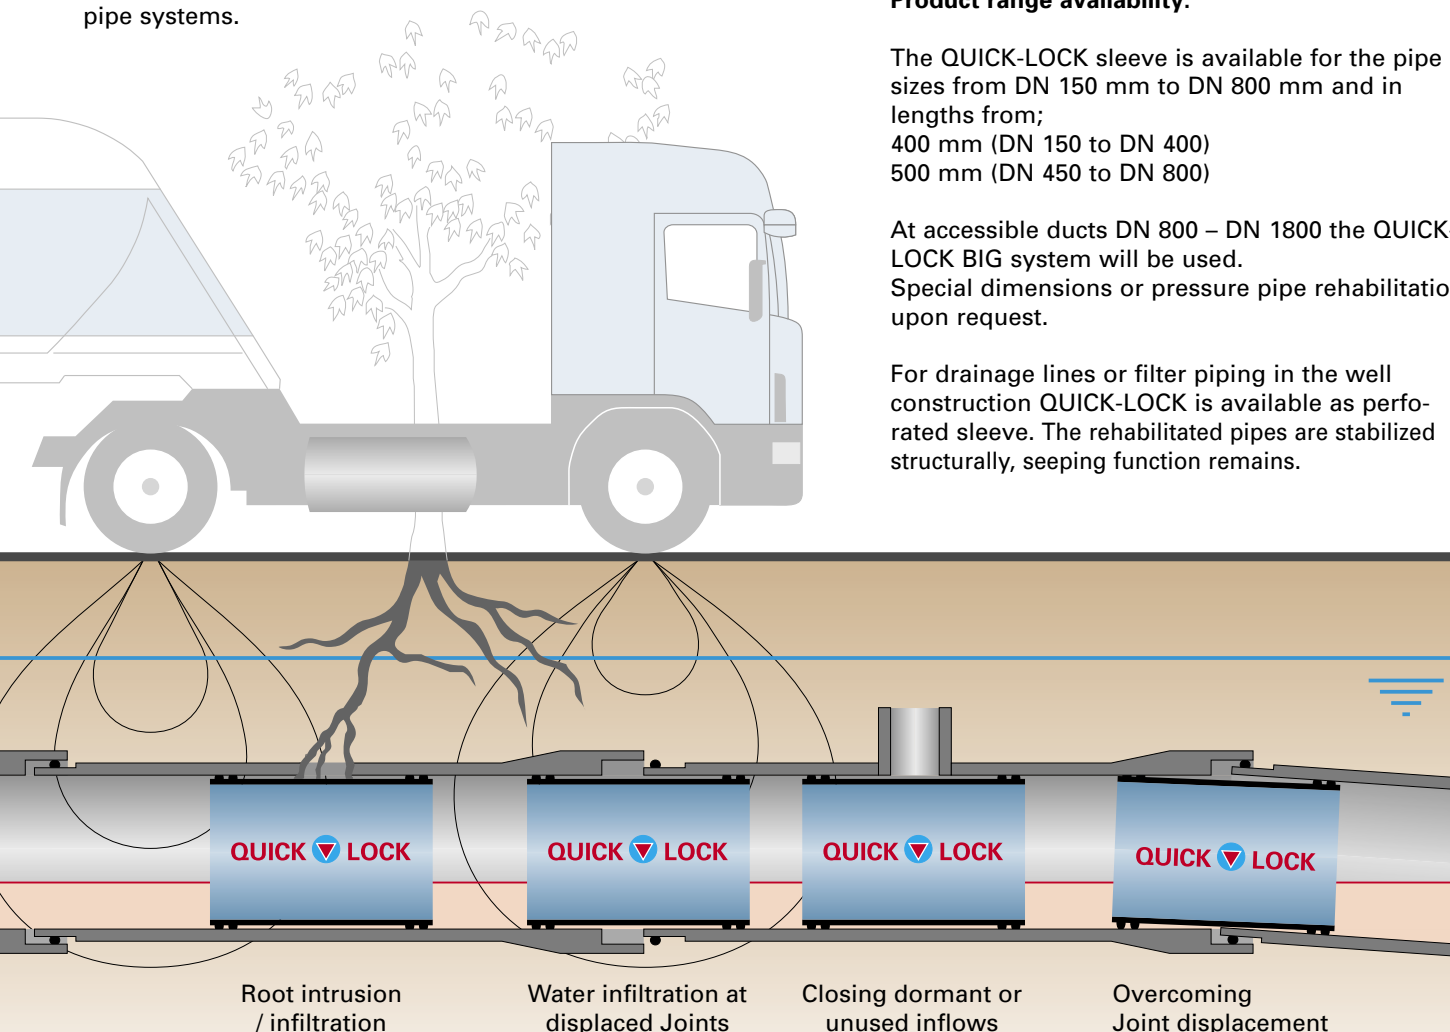 pipe systems.
Product range availability:
The QUICK-LOCK sleeve is available for the pipe
sizes from DN 150 mm to DN 800 mm and in
lengths from;
400 mm (DN 150 to DN 400)
500 mm (DN 450 to DN 800)
At accessible ducts DN 800 – DN 1800 the QUICK-
LOCK BIG system will be used.
Special dimensions or pressure pipe rehabilitatio
upon request.
For drainage lines or filter piping in the well
construction QUICK-LOCK is available as perfo-
rated sleeve. The rehabilitated pipes are stabilized
structurally, seeping function remains.
QUICK LOCK
QUICK LOCK
QUICK LOCK
QUICK LOCK
Root intrusion
/ infiltration
Water infiltration at
displaced Joints
Closing dormant or
unused inflows
Overcoming
Joint displacement